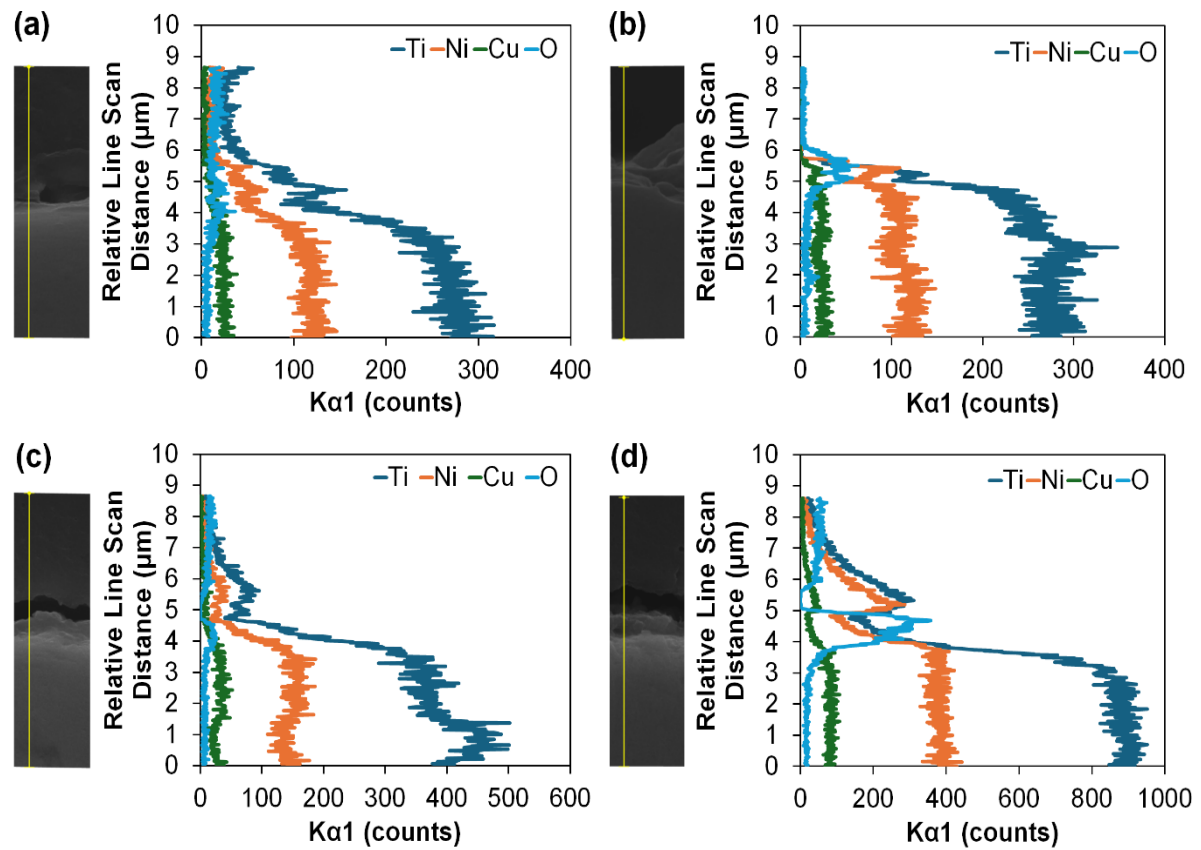 (a)
Ti Ni Cu O
Relative Line Scan
Distance (µm)
10
9
8
7
6
5
4
3
2
1
0
0 100 200 300 400
Kα1 (counts)
(b)
Ti Ni Cu O
Relative Line Scan
Distance (µm)
10
9
8
7
6
5
4
3
2
1
0
0 100 200 300 400
Kα1 (counts)
(c)
Ti Ni Cu O
Relative Line Scan
Distance (µm)
10
9
8
7
6
5
4
3
2
1
0
0 100 200 300 400 500 600
Kα1 (counts)
(d)
Ti Ni Cu O
Relative Line Scan
Distance (µm)
10
9
8
7
6
5
4
3
2
1
0
0 200 400 600 800 1000
Kα1 (counts)